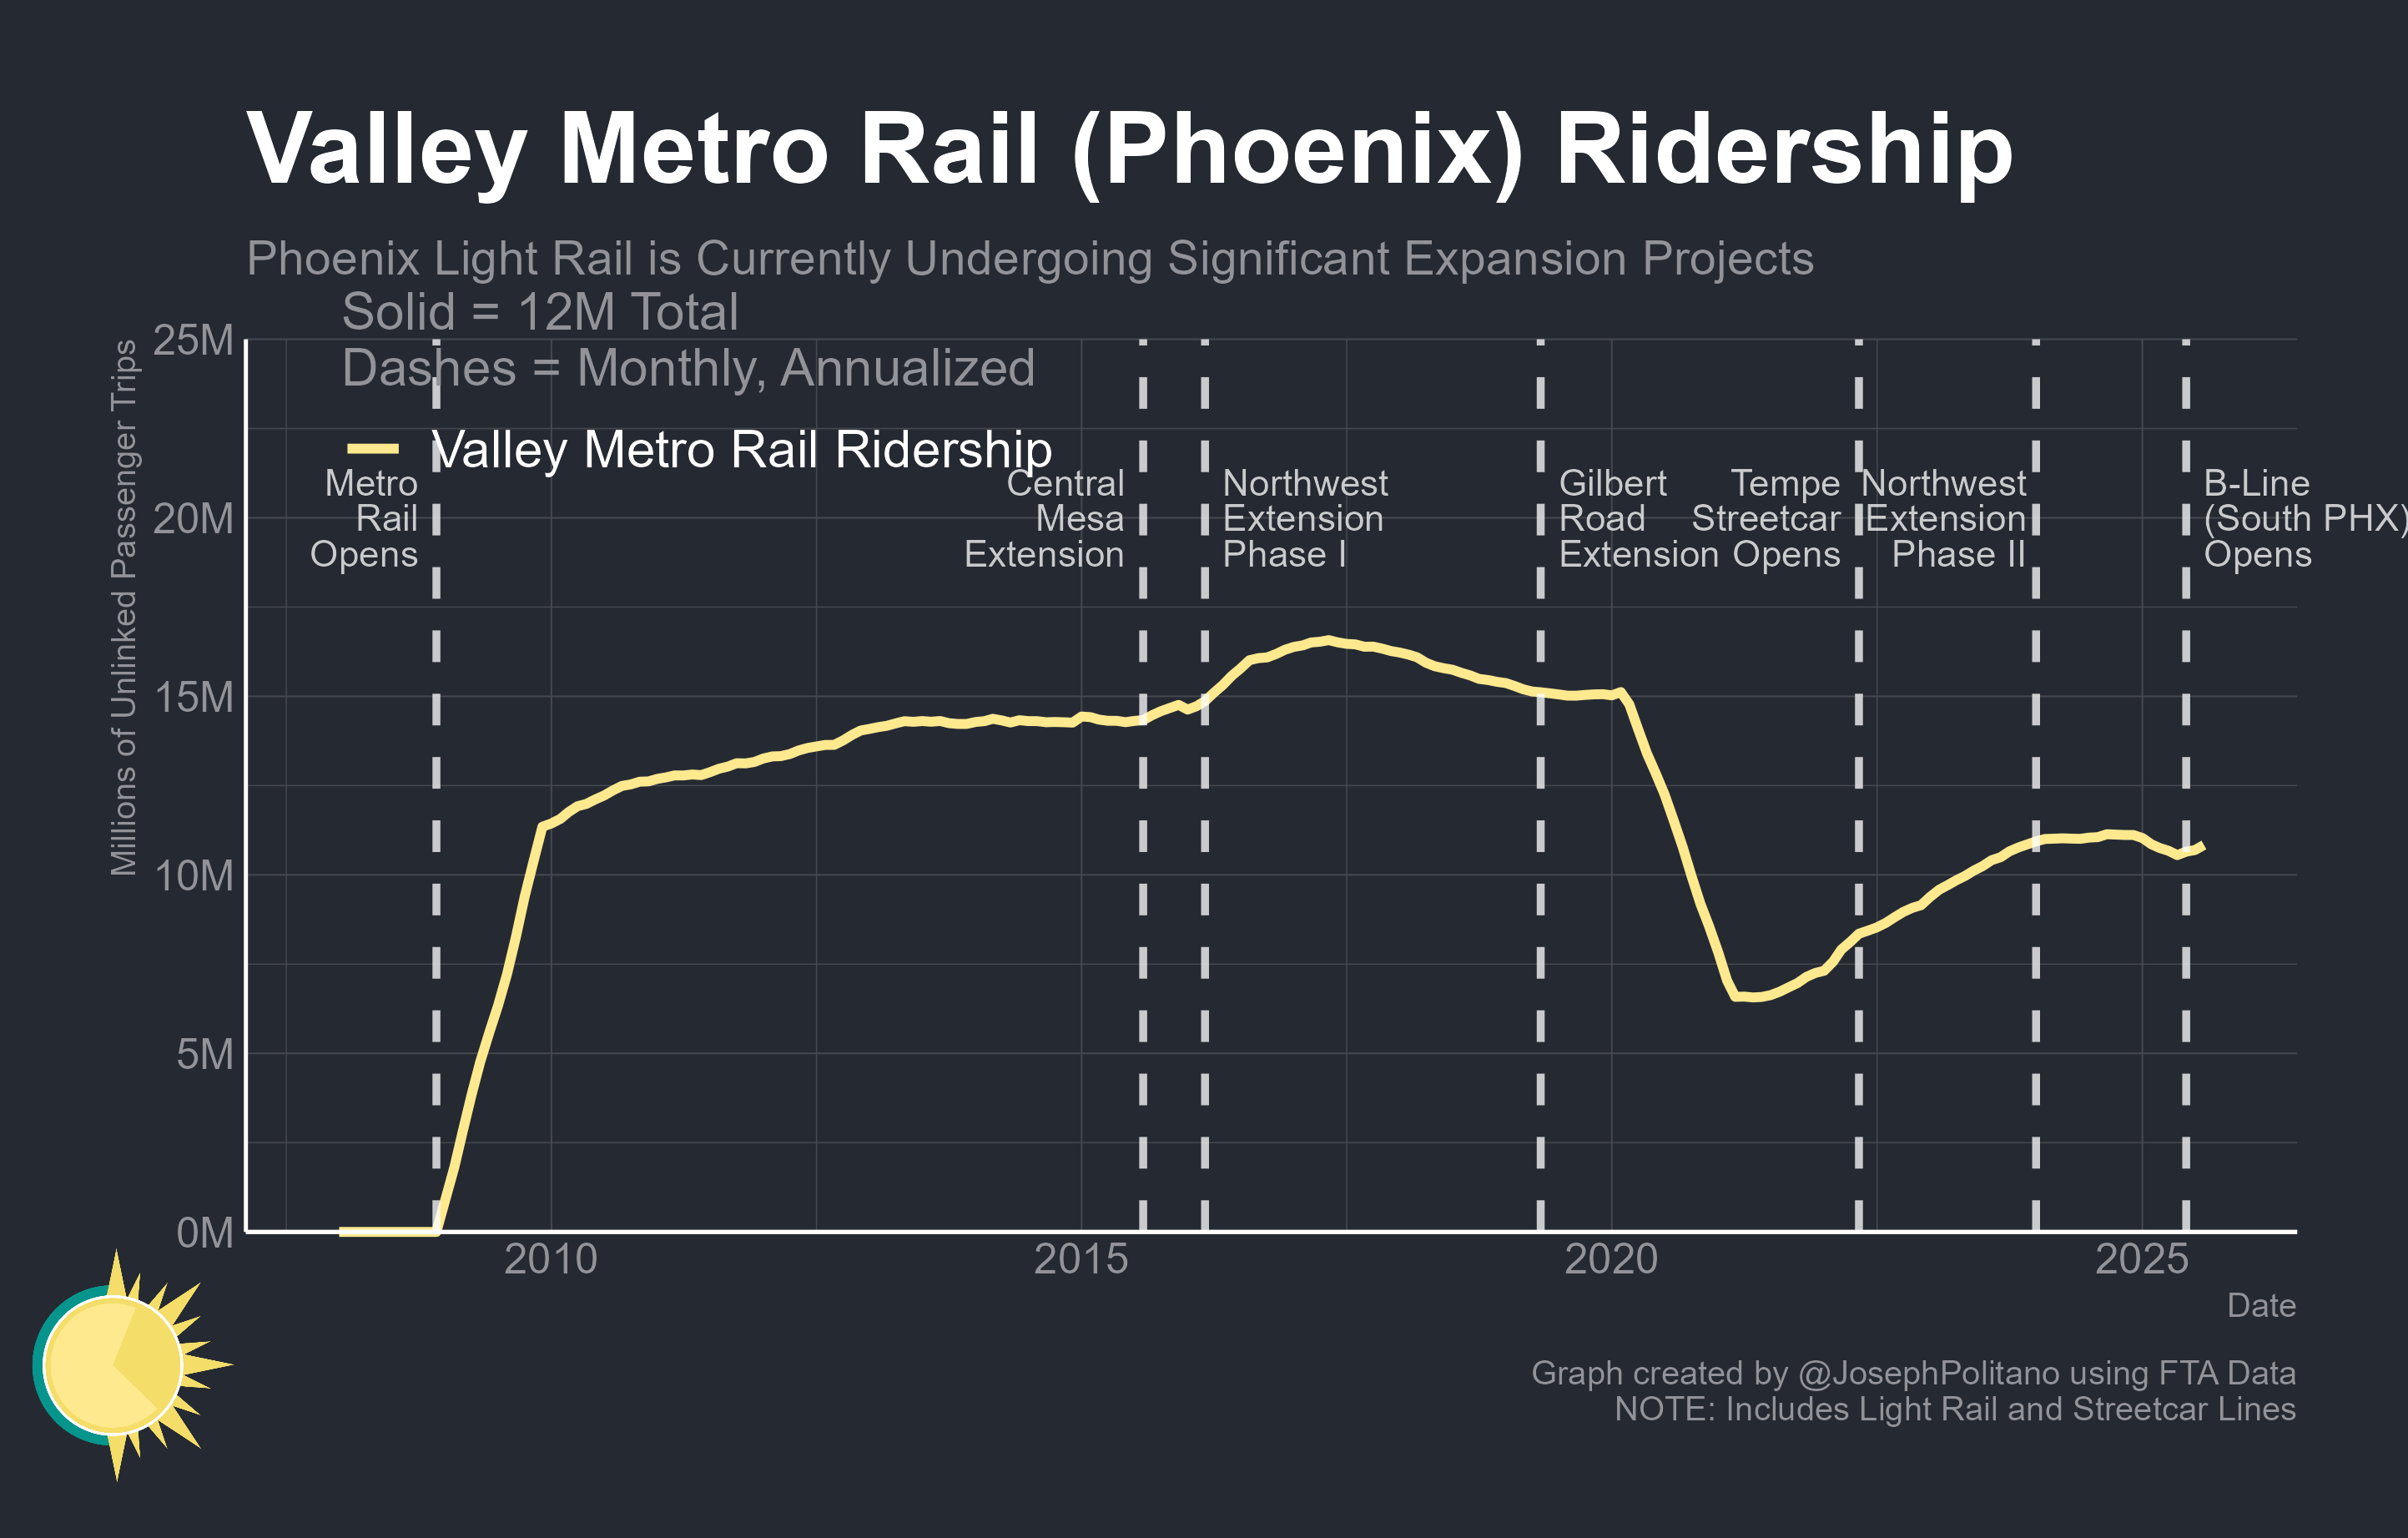 Valley Metro Rail (Phoenix) Ridership
Phoenix Light Rail is Currently Undergoing Significant Expansion Projects
Solid = 12M Total
Dashes = Monthly, Annualized
Valley Metro Rail Ridership
Millions of Unlinked Passenger Trips
25M
20M
15M
10M
5M
0M
Metro
Rail
Opens
Central
Mesa
Extension
Northwest
Extension
Phase I
Gilbert
Road
Extension
Tempe
Streetcar
Opens
Northwest
Extension
Phase II
B-Line
(South PHX)
Opens
2010
2015
2020
2025
Date
Graph created by @JosephPolitano using FTA Data
NOTE: Includes Light Rail and Streetcar Lines